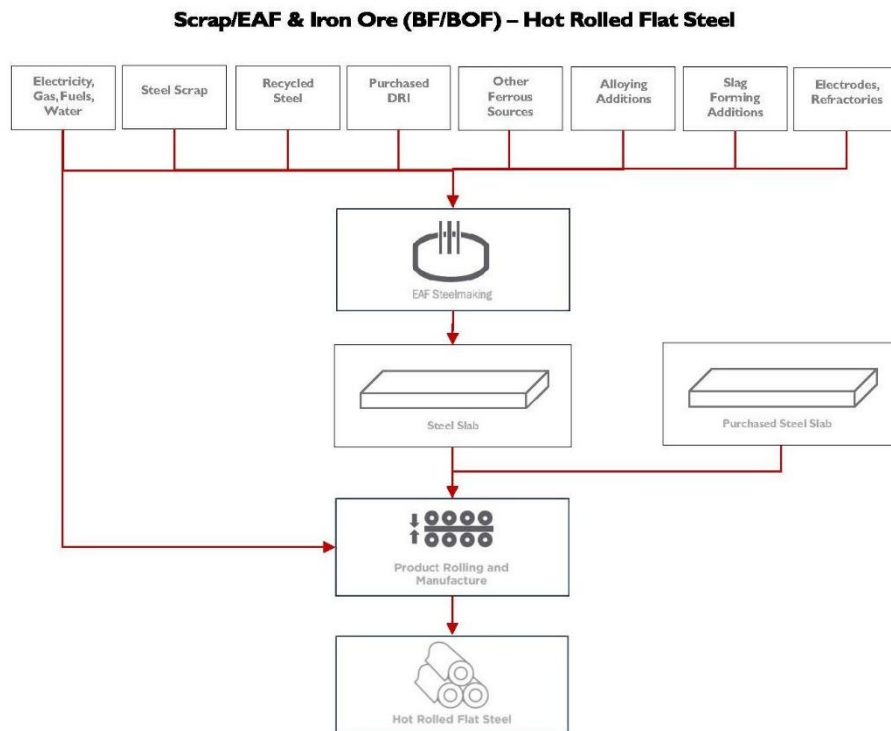 Scrap/EAF & Iron Ore (BF/BOF) – Hot Rolled Flat Steel
Electricity,
Gas, Fuels,
Water
Steel Scrap
Recycled
Steel
Purchased
DRI
Other
Ferrous
Sources
Alloying
Additions
Slag
Forming
Additions
Electrodes,
Refractories
EAF Steelmaking
Steel Slab
Purchased Steel Slab
Product Rolling and
Manufacture
Hot Rolled Flat Steel